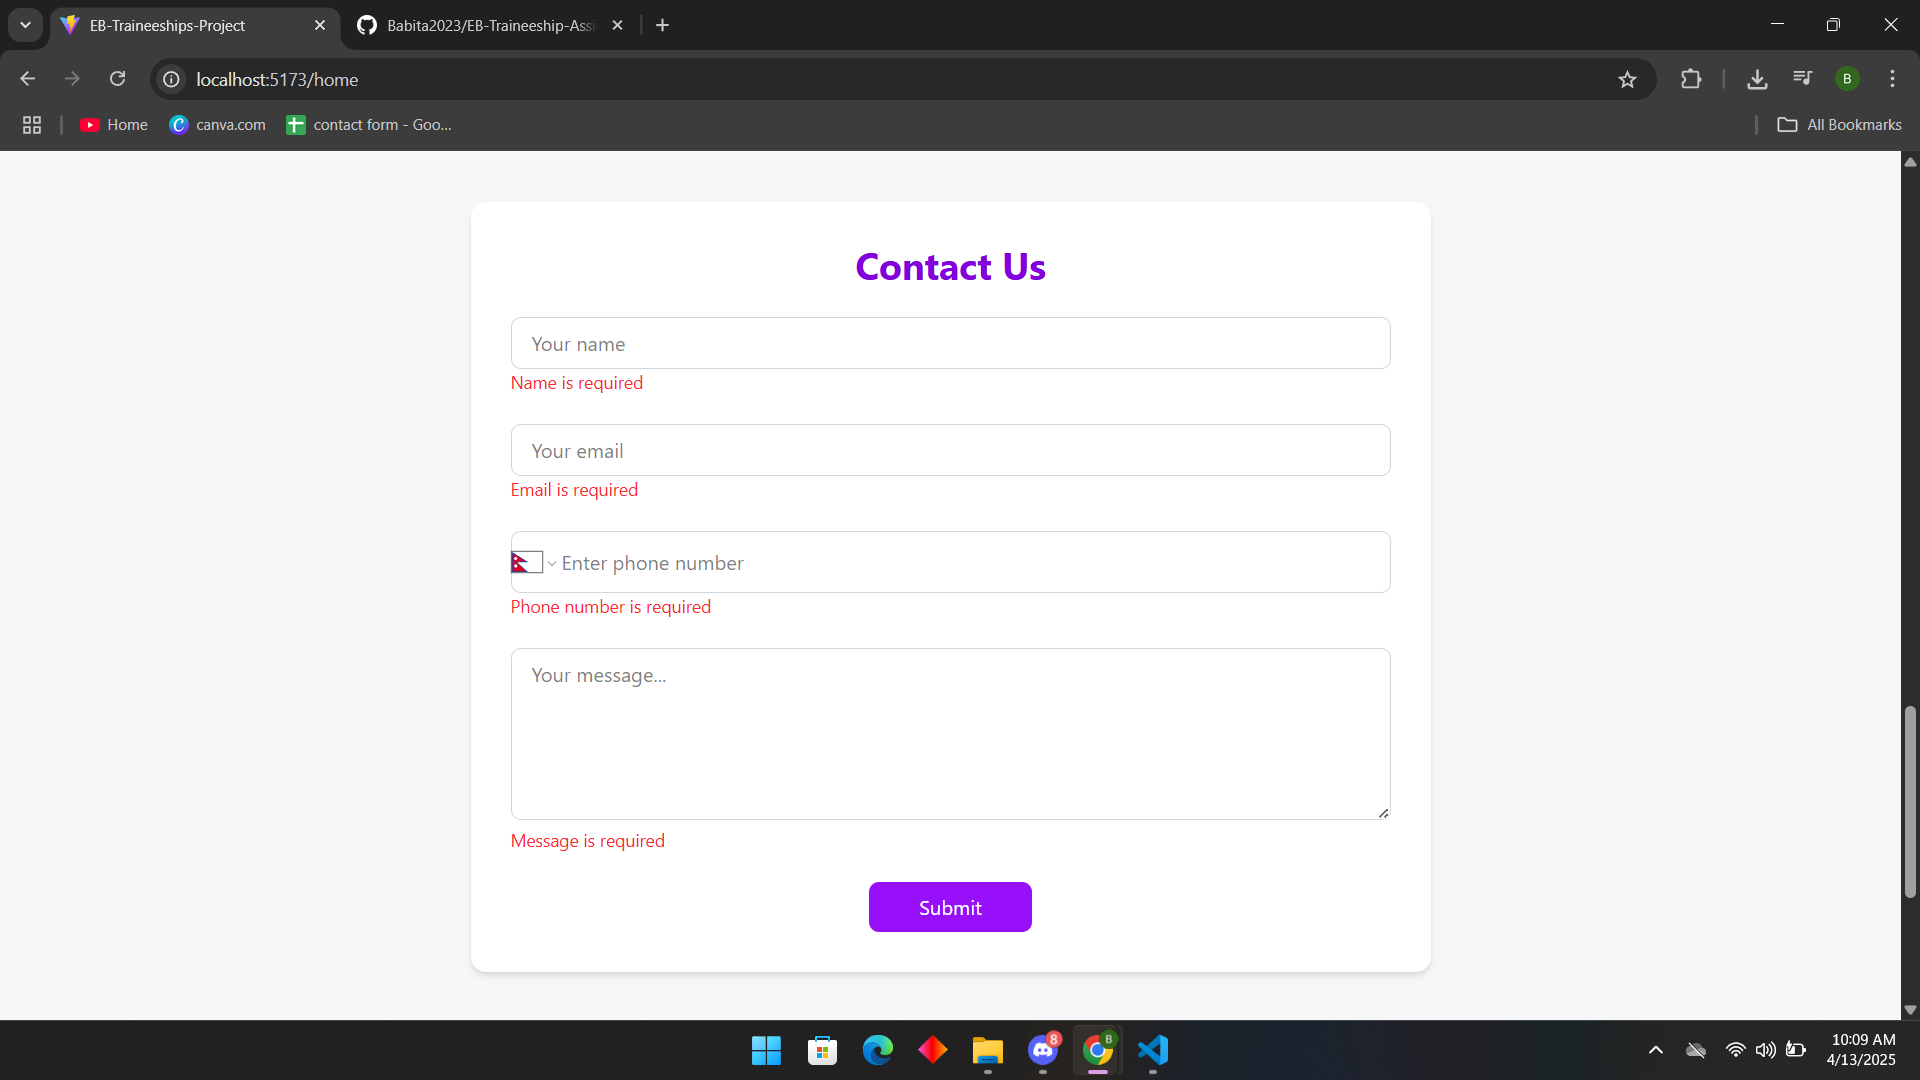 EB-Traineeships-Project
Babita2023/EB-Traineeship-Assi
localhost:5173/home
B
Home
canva.com
contact form - Goo...
All Bookmarks
Contact Us
Your name
Name is required
Your email
Email is required
Enter phone number
Phone number is required
Your message...
Message is required
Submit
8
B
10:09 AM
4/13/2025